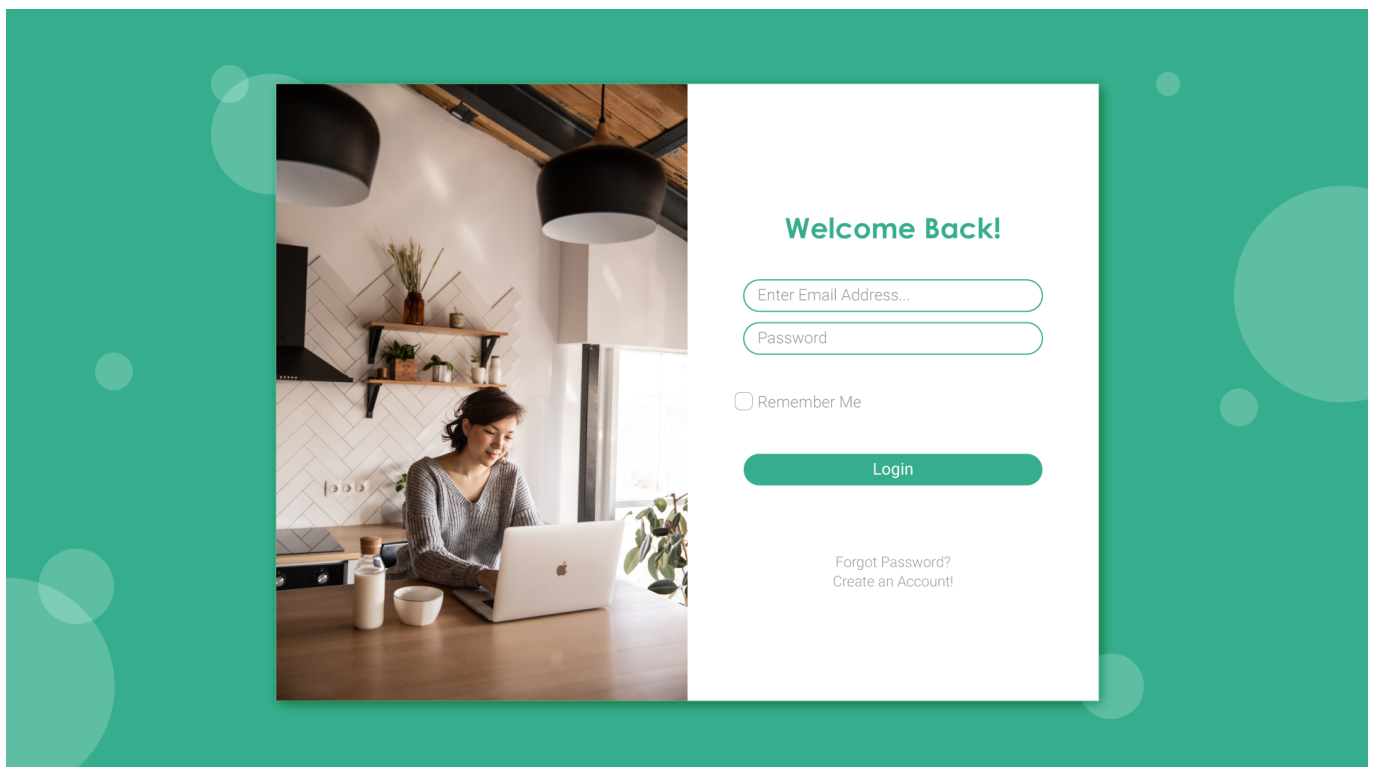 Welcome Back!
Enter Email Address...
Password
Remember Me
Login
Forgot Password?
Create an Account!